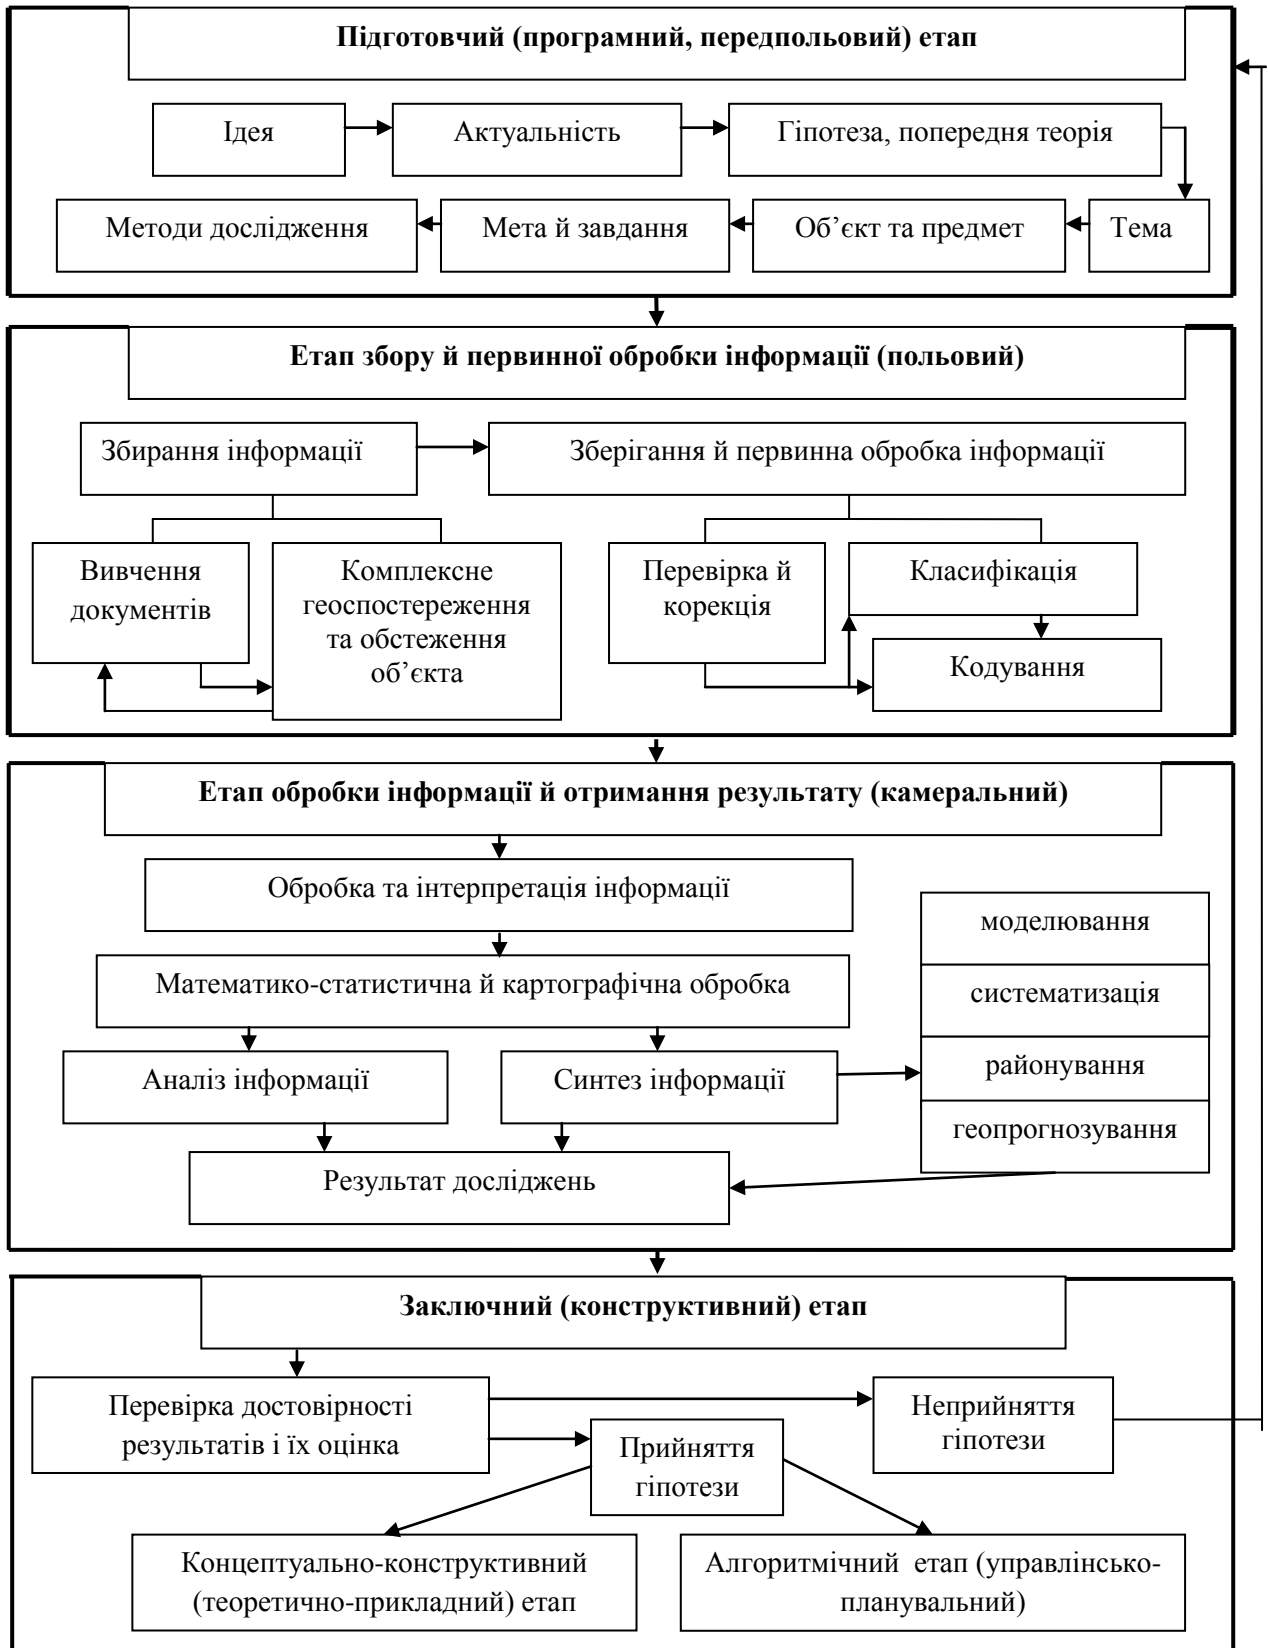 Підготовчий (програмний, передпольовий) етап
Ідея
Актуальність
Гіпотеза, попередня теорія
Методи дослідження
Мета й завдання
Об’єкт та предмет
Тема
Етап збору й первинної обробки інформації (польовий)
Збирання інформації
Зберігання й первинна обробка інформації
Вивчення
документів
Комплексне
геоспостереження
та обстеження
об’єкта
Перевірка й
корекція
Класифікація
Кодування
Етап обробки інформації й отримання результату (камеральний)
Обробка та інтерпретація інформації
Математико-статистична й картографічна обробка
Аналіз інформації
Синтез інформації
моделювання
систематизація
районування
геопрогнозування
Результат досліджень
Заключний (конструктивний) етап
Перевірка достовірності
результатів і їх оцінка
Прийняття
гіпотези
Неприйняття
гіпотези
Концептуально-конструктивний
(теоретично-прикладний) етап
Алгоритмічний етап (управлінсько-
планувальний)